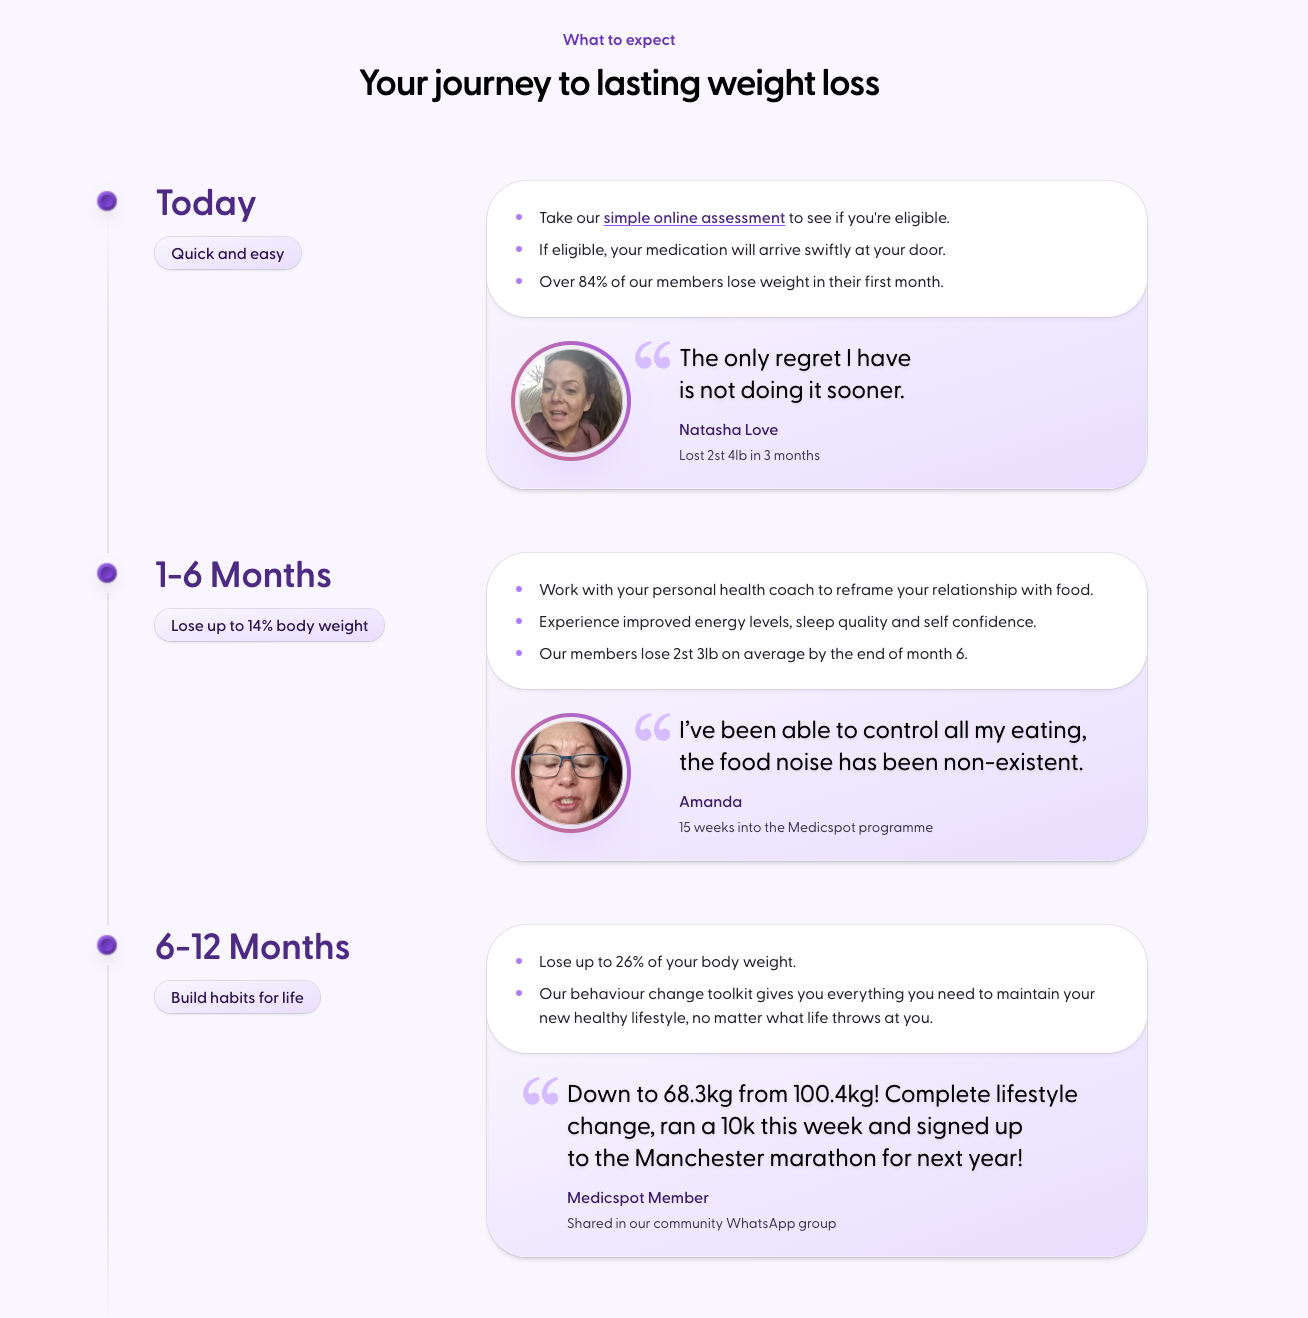 What to expect
Your journey to lasting weight loss
Today
Quick and easy
Take our simple online assessment to see if you're eligible.
If eligible, your medication will arrive swiftly at your door.
Over 84% of our members lose weight in their first month.
The only regret I have
is not doing it sooner.
Natasha Love
Lost 2st 4lb in 3 months
1-6 Months
Lose up to 14% body weight
Work with your personal health coach to reframe your relationship with food.
Experience improved energy levels, sleep quality and self confidence.
Our members lose 2st 3lb on average by the end of month 6.
I’ve been able to control all my eating,
the food noise has been non-existent.
Amanda
15 weeks into the Medicspot programme
6-12 Months
Build habits for life
Lose up to 26% of your body weight.
Our behaviour change toolkit gives you everything you need to maintain your
new healthy lifestyle, no matter what life throws at you.
Down to 68.3kg from 100.4kg! Complete lifestyle
change, ran a 10k this week and signed up
to the Manchester marathon for next year!
Medicspot Member
Shared in our community WhatsApp group